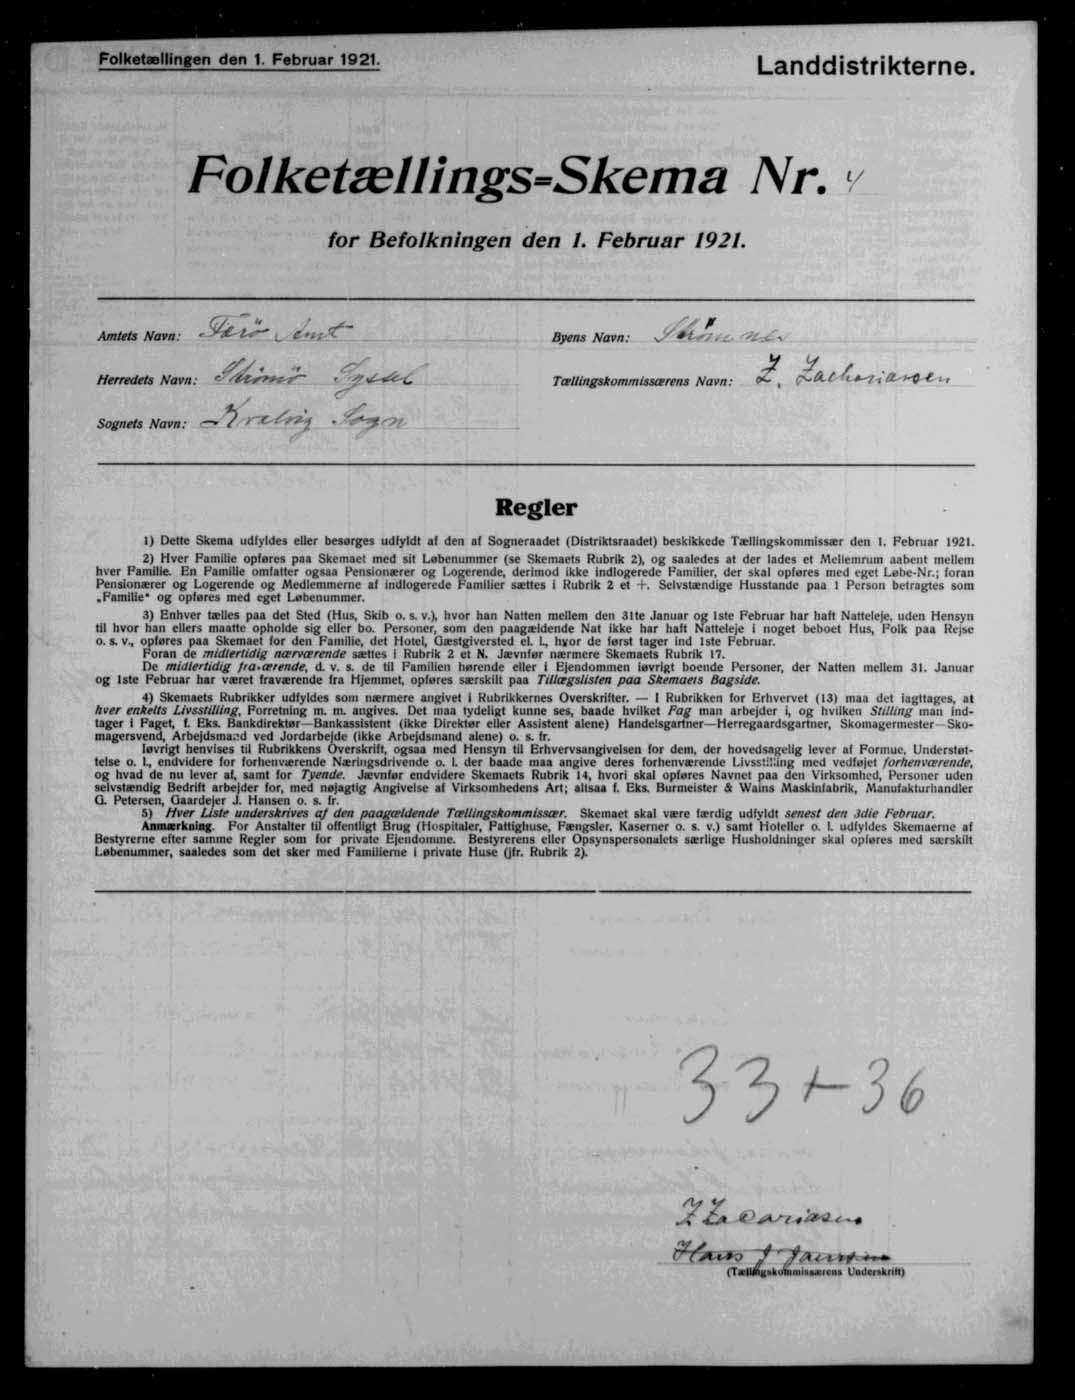 Folketællingen den 1. Februar 1921.
Landdistrikterne.
Folketællings=Skema Nr. 4
for Befolkningen den 1. Februar 1921.
Amtets Navn: Færö Amt
Byens Navn: Strömnæs
Herredets Navn: Strömö Syssel
Tællingskommissærens Navn: Z. Zachariasen
Sognets Navn: Kvalvig Sogn
Regler
1) Dette Skema udfyldes eller besørges udfyldt af den af Sogneraadet (Distriktsraadet) beskikkede Tællingskommissær den 1. Februar 1921.
2) Hver Familie opføres paa Skemaet med sit Løbenummer (se Skemaets Rubrik 2), og saaledes at der lades et Mellemrum aabent mellem
hver Familie. En Familie omfatter ogsaa Pensionærer og Logerende, derimod ikke indlogerede Familier, der skal opføres med eget Løbe-Nr.; foran
Pensionærer og Logerende og Medlemmerne af indlogerede Familier sættes i Rubrik 2 et +. Selvstændige Husstande paa 1 Person betragtes som
„Familie“ og opføres med eget Løbenummer.
3) Enhver tælles paa det Sted (Hus, Skib o. s. v.), hvor han Natten mellem den 31te Januar og 1ste Februar har haft Natteleje, uden Hensyn
til hvor han ellers maatte opholde sig eller bo. Personer, som den paagældende Nat ikke har haft Natteleje i noget beboet Hus, Folk paa Rejse
o. s. v., opføres paa Skemaet for den Familie, det Hotel, Gæstgiversted el. l., hvor de først tager ind 1ste Februar.
Foran de midlertidig nærværende sættes i Rubrik 2 et N. Jævnfør nærmere Skemaets Rubrik 17.
De midlertidig fraværende, d. v. s. de til Familien hørende eller i Ejendommen iøvrigt boende Personer, der Natten mellem 31. Januar
og 1ste Februar har været fraværende fra Hjemmet, opføres særskilt paa Tillægslisten paa Skemaets Bagside.
4) Skemaets Rubrikker udfyldes som nærmere angivet i Rubrikkernes Overskrifter. — I Rubrikken for Erhvervet (13) maa det iagttages, at
hver enkelts Livsstilling, Forretning m. m. angives. Det maa tydeligt kunne ses, baade hvilket Fag man arbejder i, og hvilken Stilling man ind-
tager i Faget, f. Eks. Bankdirektør—Bankassistent (ikke Direktør eller Assistent alene) Handelsgartner—Herregaardsgartner, Skomagermester—Sko-
magersvend, Arbejdsmand ved Jordarbejde (ikke Arbejdsmand alene) o. s. fr.
Iøvrigt henvises til Rubrikkens Overskrift, ogsaa med Hensyn til Erhvervsangivelsen for dem, der hovedsagelig lever af Formue, Understøt-
telse o. l., endvidere for forhenværende Næringsdrivende o. l. der baade maa angive deres forhenværende Livsstilling med vedføjet forhenværende,
og hvad de nu lever af, samt for Tyende. Jævnfør endvidere Skemaets Rubrik 14, hvori skal opføres Navnet paa den Virksomhed, Personer uden
selvstændig Bedrift arbejder for, med nøjagtig Angivelse af Virksomhedens Art; altsaa f. Eks. Burmeister & Wains Maskinfabrik, Manufakturhandler
G. Petersen, Gaardejer J. Hansen o. s. fr.
5) Hver Liste underskrives af den paagældende Tællingskommissær. Skemaet skal være færdig udfyldt senest den 3die Februar.
Anmærkning. For Anstalter til offentligt Brug (Hospitaler, Fattighuse, Fængsler, Kaserner o. s. v.) samt Hoteller o. l. udfyldes Skemaerne af
Bestyrerne efter samme Regler som for private Ejendomme. Bestyrerens eller Opsynspersonalets særlige Husholdninger skal opføres med særskilt
Løbenummer, saaledes som det sker med Familierne i private Huse (jfr. Rubrik 2).
33 + 36
Z Zacariasen
Hans J
(Tællingskommissærens Underskrift)